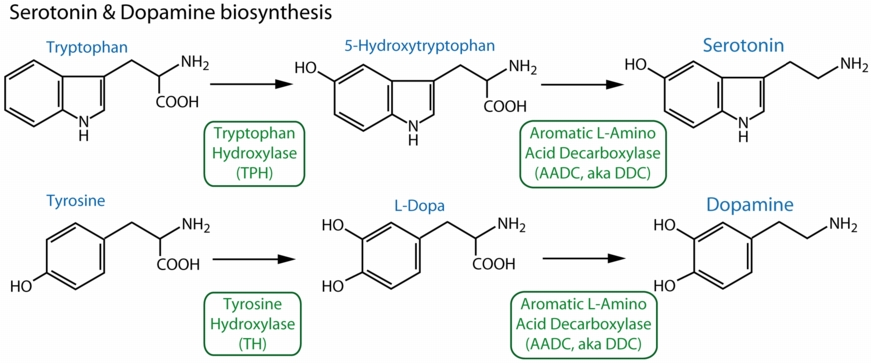 Serotonin & Dopamine biosynthesis
Tryptophan
NH2
COOH
N
H
Tryptophan
Hydroxylase
(TPH)
5-Hydroxytryptophan
HO
NH2
COOH
N
H
Aromatic L-Amino
Acid Decarboxylase
(AADC, aka DDC)
Serotonin
HO
NH2
N
H
Tyrosine
NH2
COOH
HO
Tyrosine
Hydroxylase
(TH)
L-Dopa
HO
NH2
COOH
HO
Aromatic L-Amino
Acid Decarboxylase
(AADC, aka DDC)
Dopamine
HO
NH2
HO